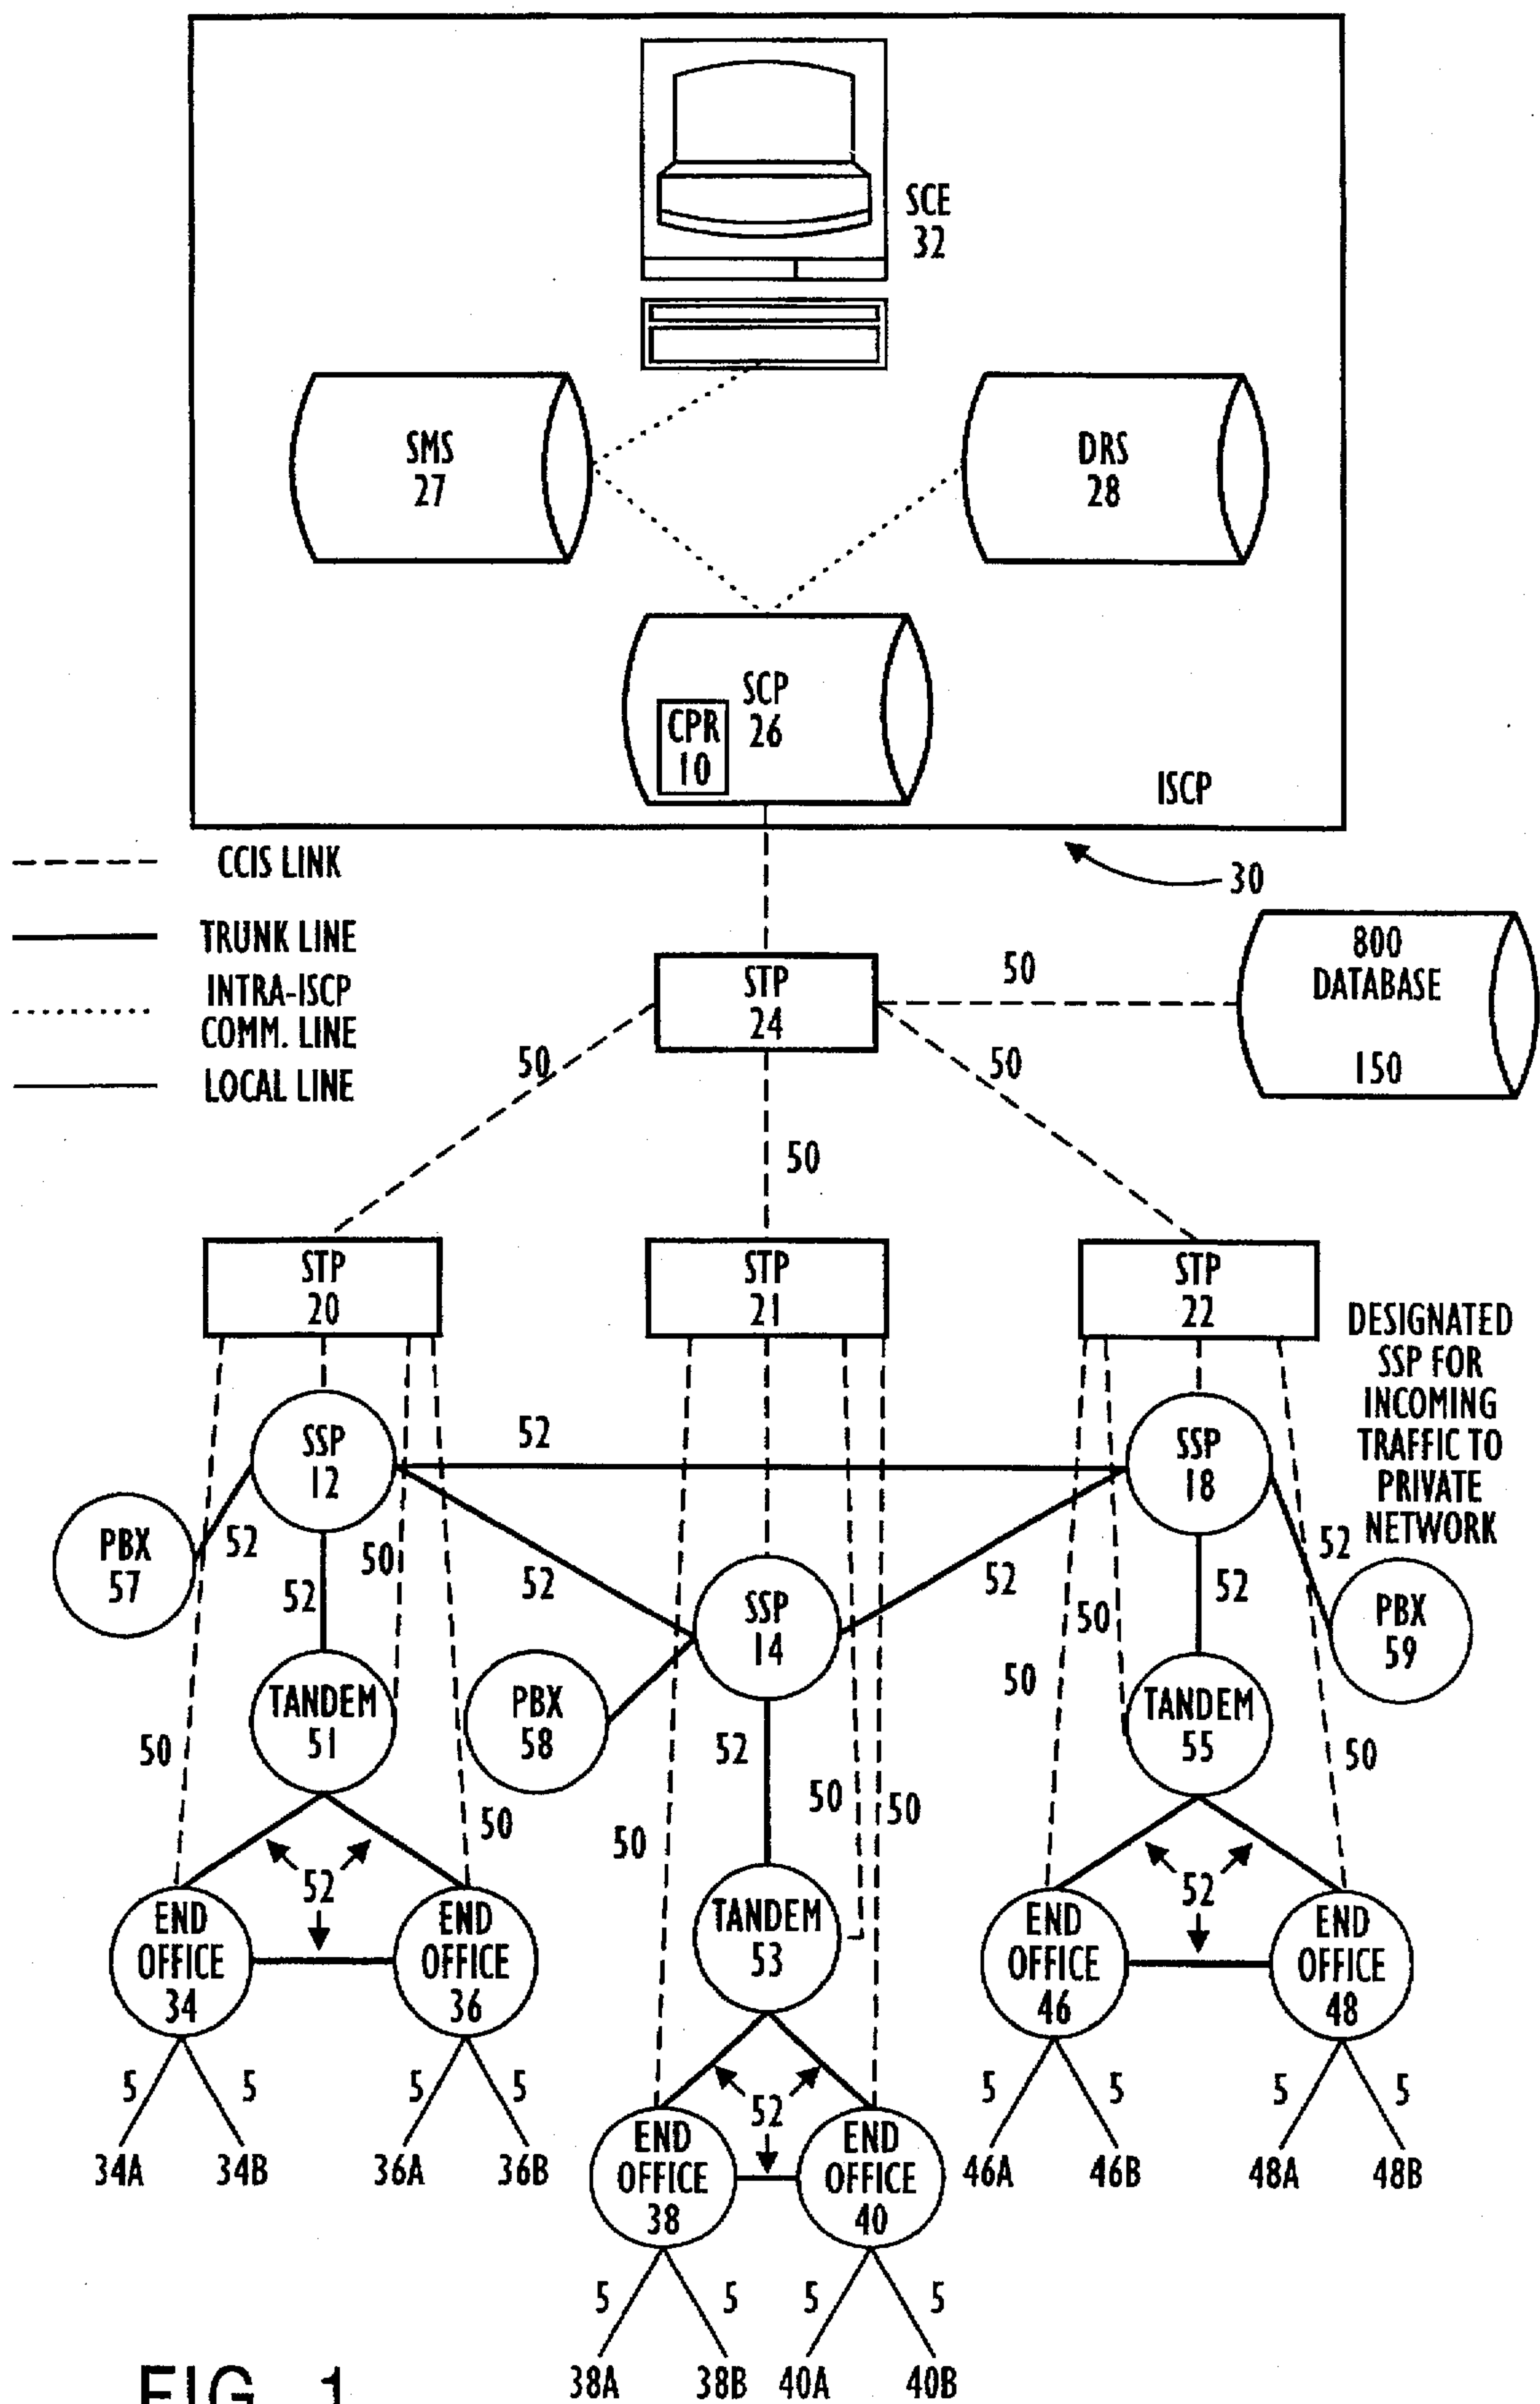 SCE
32
SMS
27
DRS
28
SCP
26
CPR
10
ISCP
30
CCIS LINK
TRUNK LINE
INTRA-ISCP
COMM. LINE
LOCAL LINE
STP
24
50
800
DATABASE
150
50
50
50
STP
20
STP
21
STP
22
DESIGNATED
SSP FOR
INCOMING
TRAFFIC TO
PRIVATE
NETWORK
SSP
12
52
SSP
18
PBX
57
52
52
50
52
SSP
14
52
50
52
52
PBX
59
TANDEM
51
PBX
58
50
TANDEM
55
50
50
52
50
50
50
50
52
TANDEM
53
52
END
OFFICE
34
END
OFFICE
36
END
OFFICE
46
END
OFFICE
48
5
5
5
5
5
5
5
5
34A
34B
36A
36B
46A
46B
48A
48B
52
END
OFFICE
38
END
OFFICE
40
5
5
5
5
38A
38B
40A
40B
FIG. 1